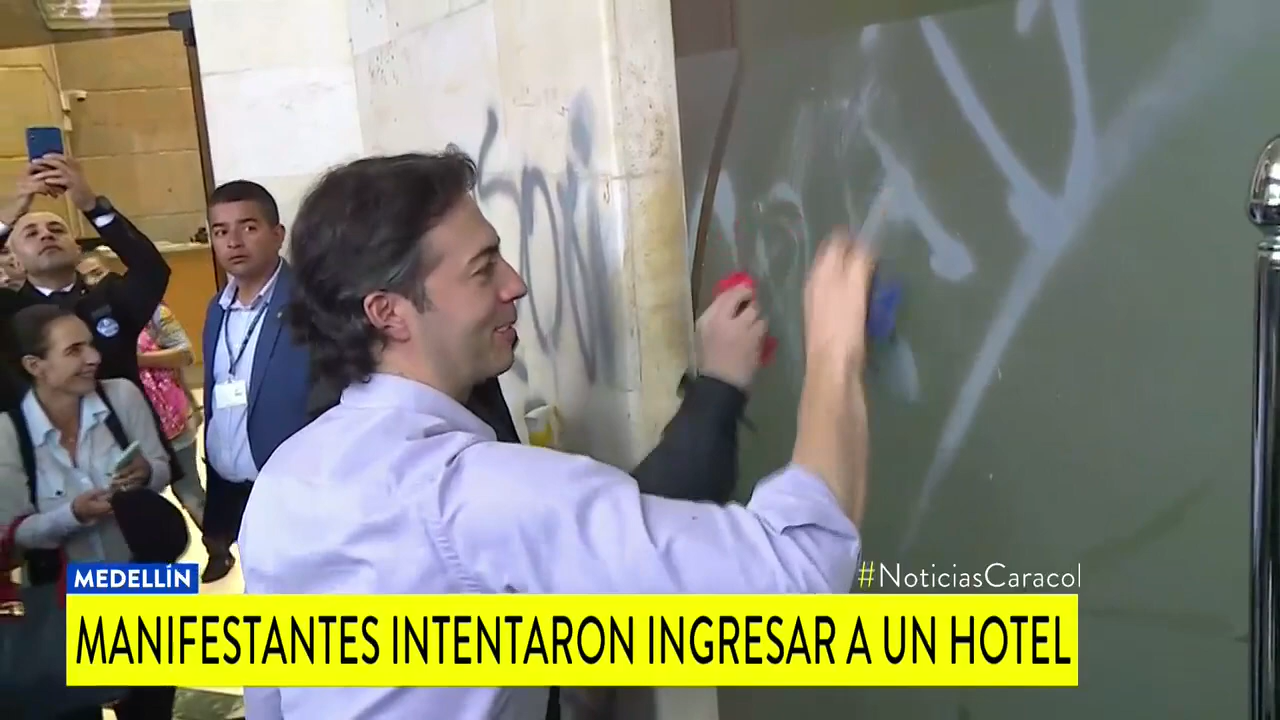 MEDELLÍN
#NoticiasCaracol
MANIFESTANTES INTENTARON INGRESAR A UN HOTEL